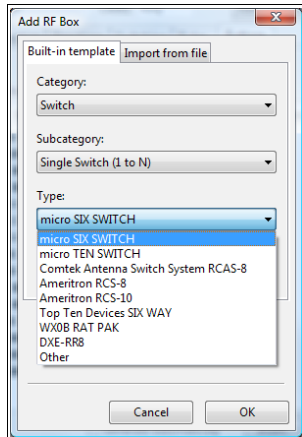 Add RF Box
Built-in template Import from file
Category:
Switch
Subcategory:
Single Switch (1 to N)
Type:
micro SIX SWITCH
micro SIX SWITCH
micro TEN SWITCH
Comtek Antenna Switch System RCAS-8
Ameritron RCS-8
Ameritron RCS-10
Top Ten Devices SIX WAY
WX0B RAT PAK
DXE-RR8
Other
Cancel OK